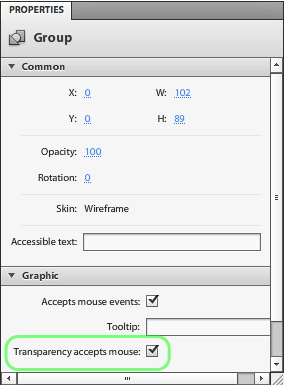 PROPERTIES
Group
Common
X: 0 W: 102
Y: 0 H: 89
Opacity: 100
Rotation: 0
Skin: Wireframe
Accessible text:
Graphic
Accepts mouse events:
Tooltip:
Transparency accepts mouse: